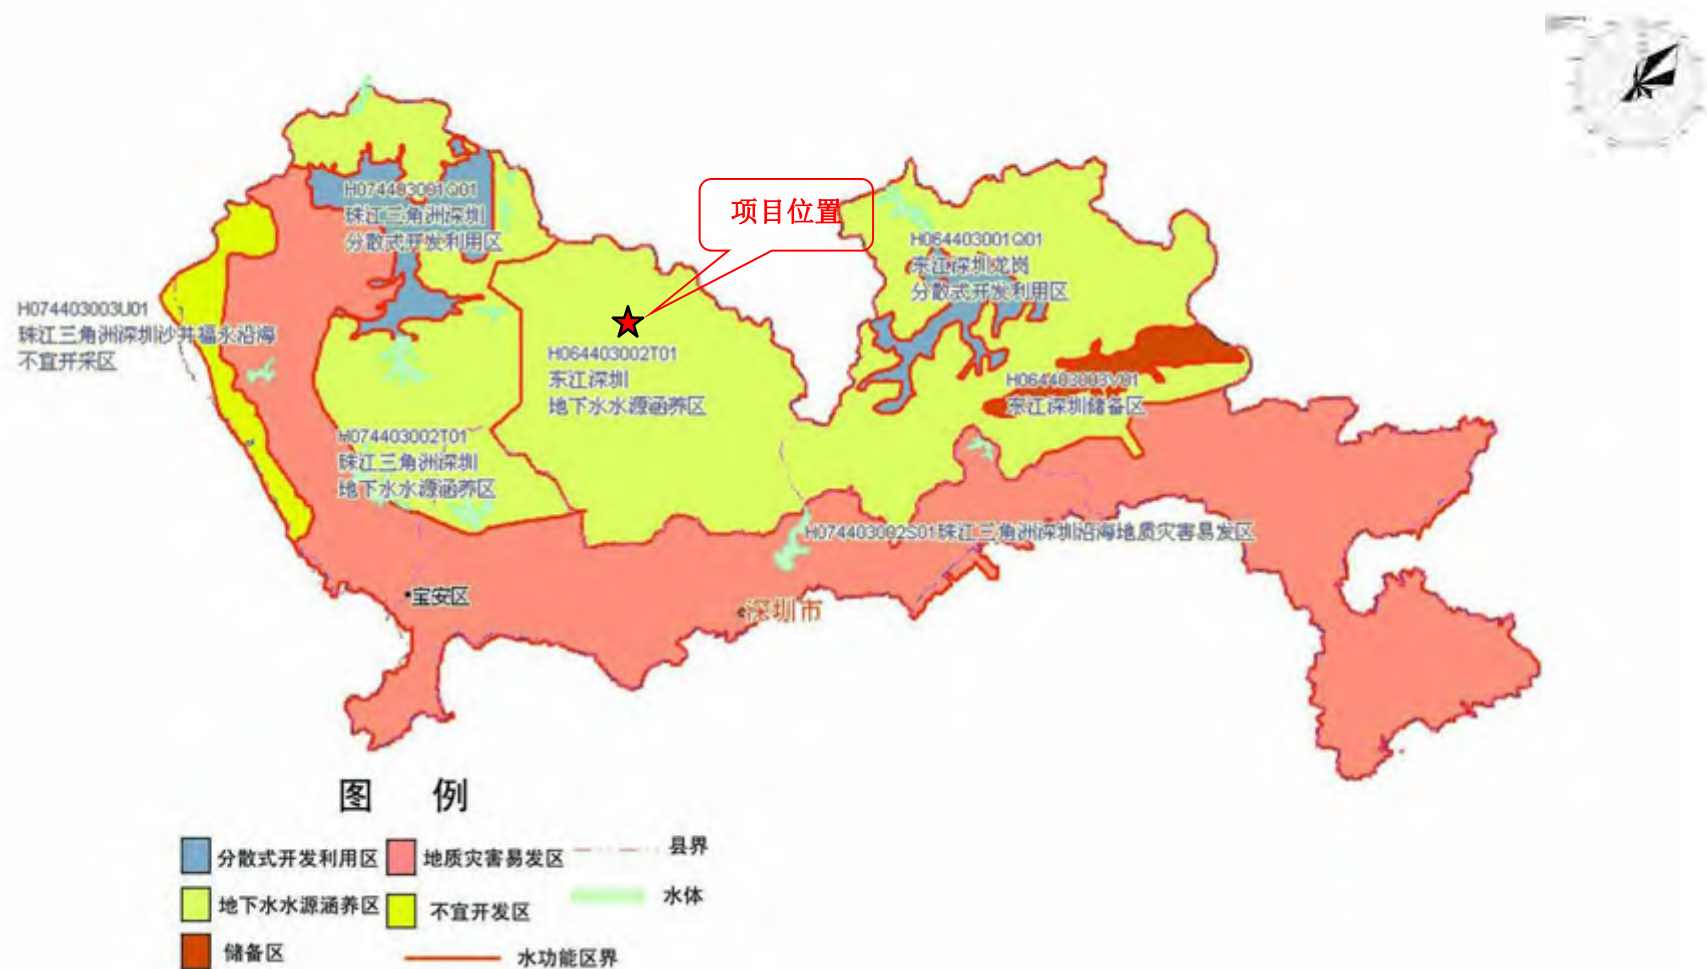 H074403001Q01
珠江三角洲深圳
分散式开发利用区
项目位置
H064403001Q01
东江深圳龙岗
分散式开发利用区
H074403003U01
珠江三角洲深圳沙井福永沿海
不宜开采区
H064403002T01
东江深圳
地下水水源涵养区
H064403003V01
东江深圳储备区
H074403002T01
珠江三角洲深圳
地下水水源涵养区
H074403002S01珠江三角洲深圳沿海地质灾害易发区
宝安区
深圳市
图 例
分散式开发利用区
地质灾害易发区
县界
地下水水源涵养区
不宜开发区
水体
储备区
水功能区界